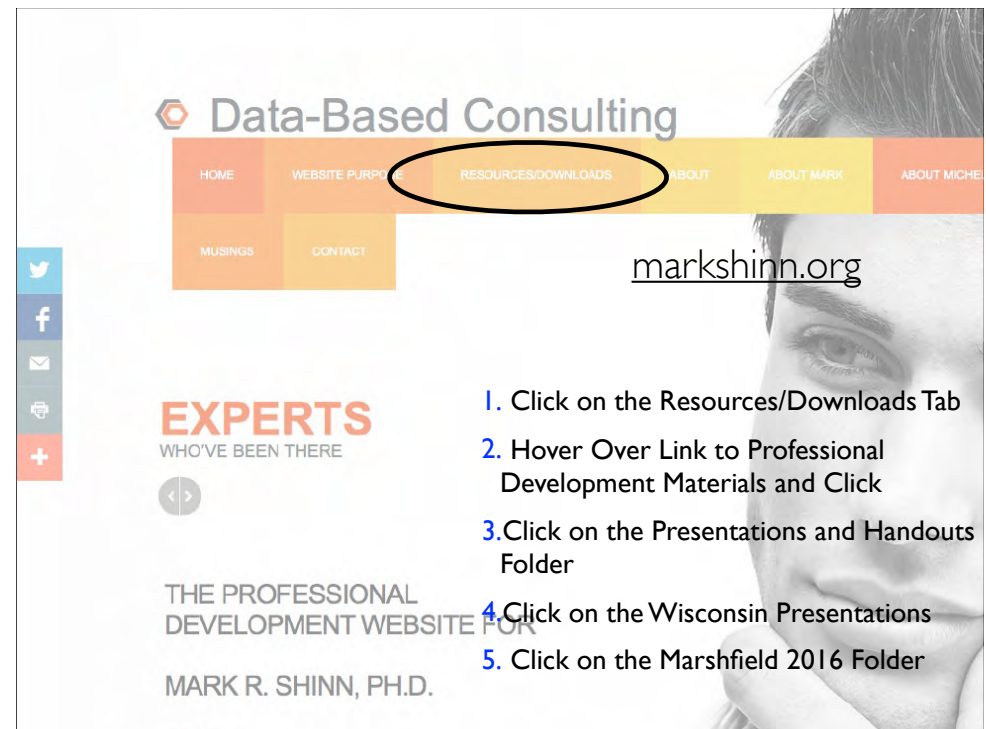 Data-Based Consulting
HOME WEBSITE PURPOSE RESOURCES/DOWNLOADS ABOUT ABOUT MARK ABOUT MICHEL
MUSINGS CONTACT
markshinn.org
EXPERTS
WHO'VE BEEN THERE
1. Click on the Resources/Downloads Tab
2. Hover Over Link to Professional
Development Materials and Click
3.Click on the Presentations and Handouts
Folder
4.Click on the Wisconsin Presentations
5. Click on the Marshfield 2016 Folder
THE PROFESSIONAL
DEVELOPMENT WEBSITE FOR
MARK R. SHINN, PH.D.